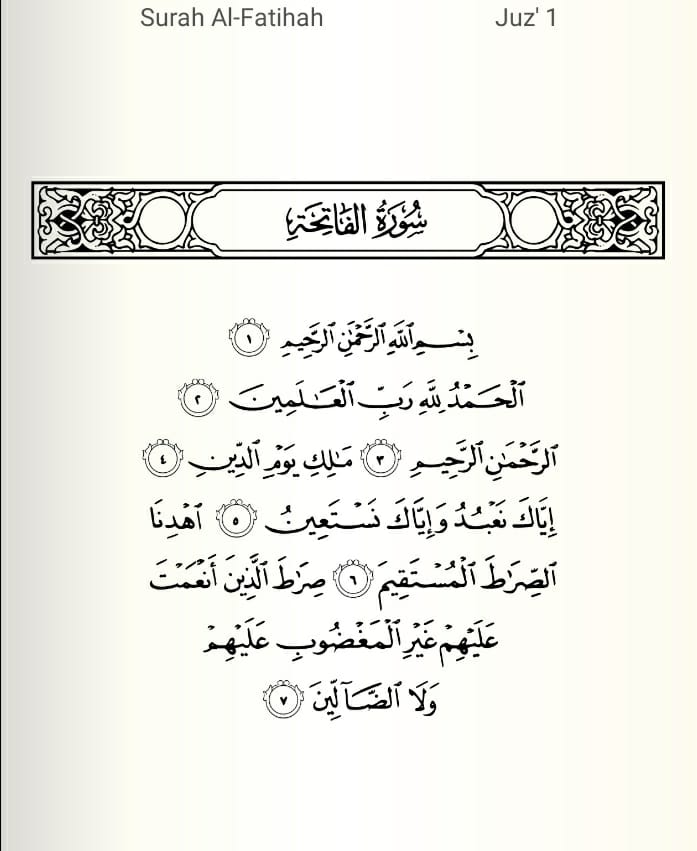 Surah Al-Fatihah Juz' 1
سُورَةُ الفَاتِحَةِ
بِسْمِ ٱللَّهِ ٱلرَّحْمَٰنِ ٱلرَّحِيمِ ١
ٱلْحَمْدُ لِلَّهِ رَبِّ ٱلْعَٰلَمِينَ ٢
ٱلرَّحْمَٰنِ ٱلرَّحِيمِ ٣ مَٰلِكِ يَوْمِ ٱلدِّينِ ٤
إِيَّاكَ نَعْبُدُ وَإِيَّاكَ نَسْتَعِينُ ٥ ٱهْدِنَا
ٱلصِّرَٰطَ ٱلْمُسْتَقِيمَ ٦ صِرَٰطَ ٱلَّذِينَ أَنْعَمْتَ
عَلَيْهِمْ غَيْرِ ٱلْمَغْضُوبِ عَلَيْهِمْ
وَلَا ٱلضَّآلِّينَ ٧